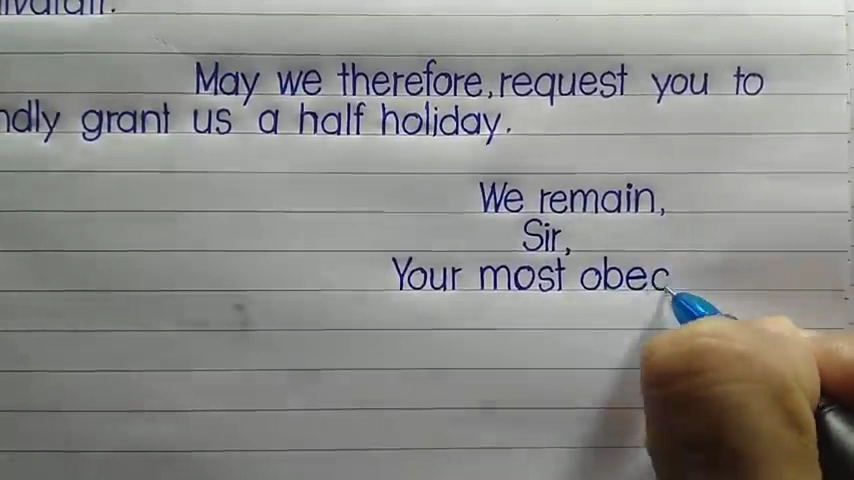 May we therefore, request you to
ndly grant us a half holiday.
We remain,
Sir,
Your most obec